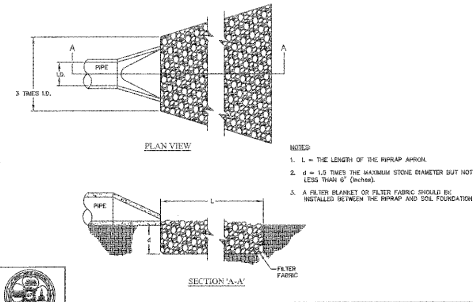 A
A
PIPE
I.D.
3 TIMES I.D.
PLAN VIEW
NOTES:
1. L = THE LENGTH OF THE RIPRAP APRON.
2. d = 1.5 TIMES THE MAXIMUM STONE DIAMETER BUT NOT
LESS THAN 6" (inches).
3. A FILTER BLANKET OR FILTER FABRIC SHOULD BE
INSTALLED BETWEEN THE RIPRAP AND SOIL FOUNDATION
L
PIPE
d
FILTER
FABRIC
SECTION 'A-A'